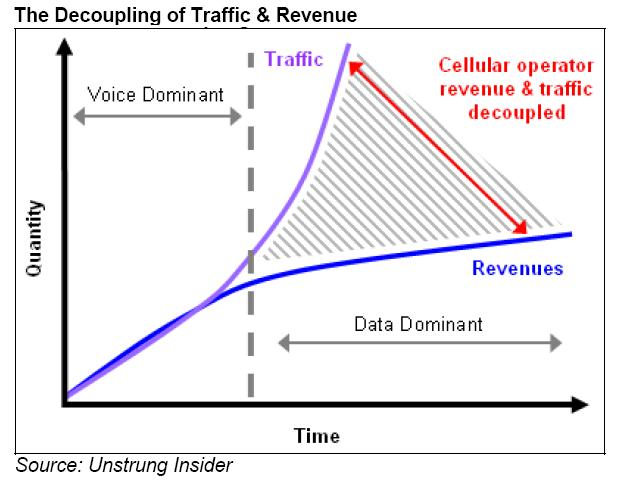 The Decoupling of Traffic & Revenue
Traffic
Cellular operator
revenue & traffic
decoupled
Voice Dominant
Quantity
Revenues
Data Dominant
Time
Source: Unstrung Insider